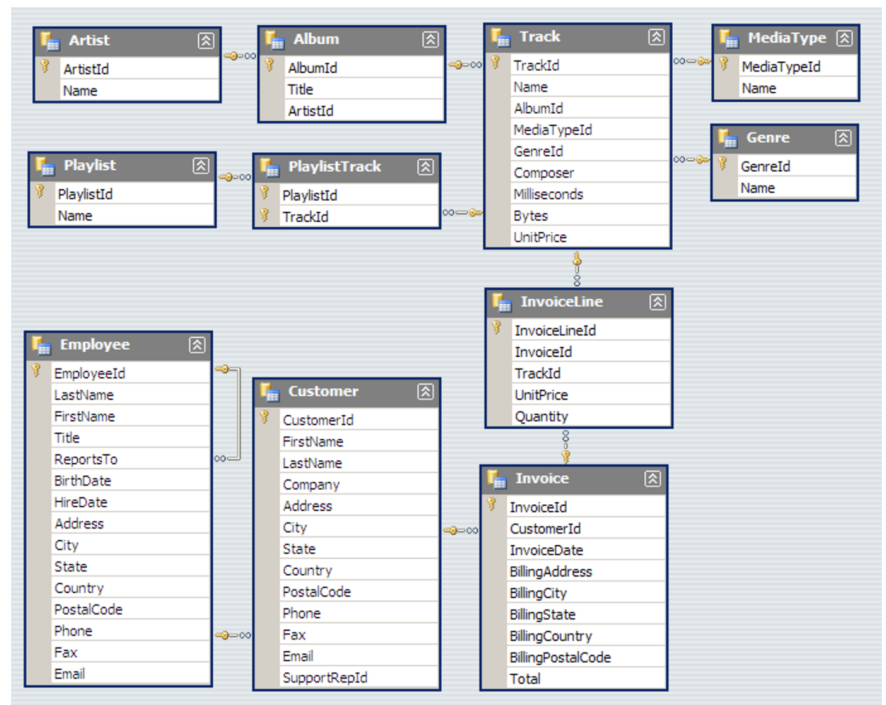 Artist
ArtistId
Name
Album
AlbumId
Title
ArtistId
Track
TrackId
Name
AlbumId
MediaTypeId
GenreId
Composer
Milliseconds
Bytes
UnitPrice
MediaType
MediaTypeId
Name
Genre
GenreId
Name
Playlist
PlaylistId
Name
PlaylistTrack
PlaylistId
TrackId
InvoiceLine
InvoiceLineId
InvoiceId
TrackId
UnitPrice
Quantity
Employee
EmployeeId
LastName
FirstName
Title
ReportsTo
BirthDate
HireDate
Address
City
State
Country
PostalCode
Phone
Fax
Email
Customer
CustomerId
FirstName
LastName
Company
Address
City
State
Country
PostalCode
Phone
Fax
Email
SupportRepId
Invoice
InvoiceId
CustomerId
InvoiceDate
BillingAddress
BillingCity
BillingState
BillingCountry
BillingPostalCode
Total